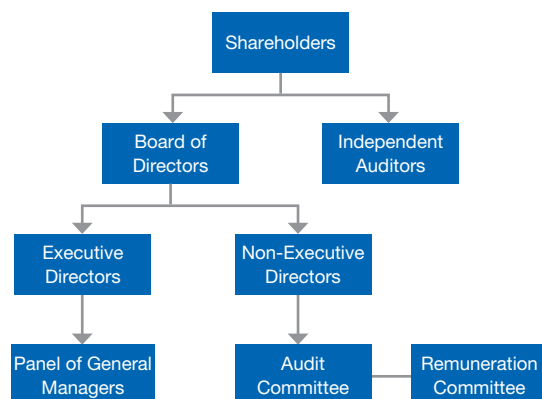 Shareholders
Board of
Directors
Independent
Auditors
Executive
Directors
Non-Executive
Directors
Panel of General
Managers
Audit
Committee
Remuneration
Committee